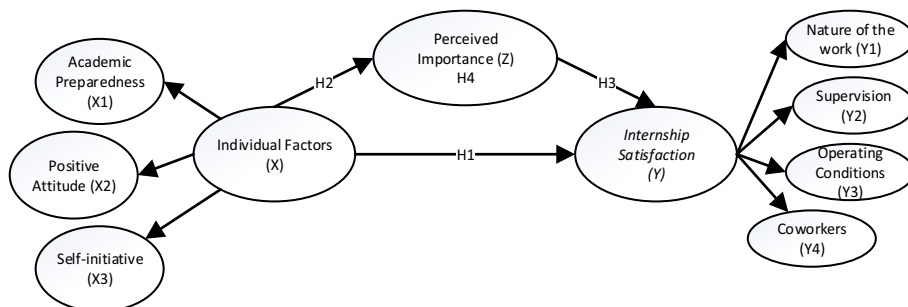 Academic
Preparedness
(X1)
Positive
Attitude (X2)
Self-initiative
(X3)
Individual Factors
(X)
H2
Perceived
Importance (Z)
H4
H3
H1
Internship
Satisfaction
(Y)
Nature of the
work (Y1)
Supervision
(Y2)
Operating
Conditions
(Y3)
Coworkers
(Y4)